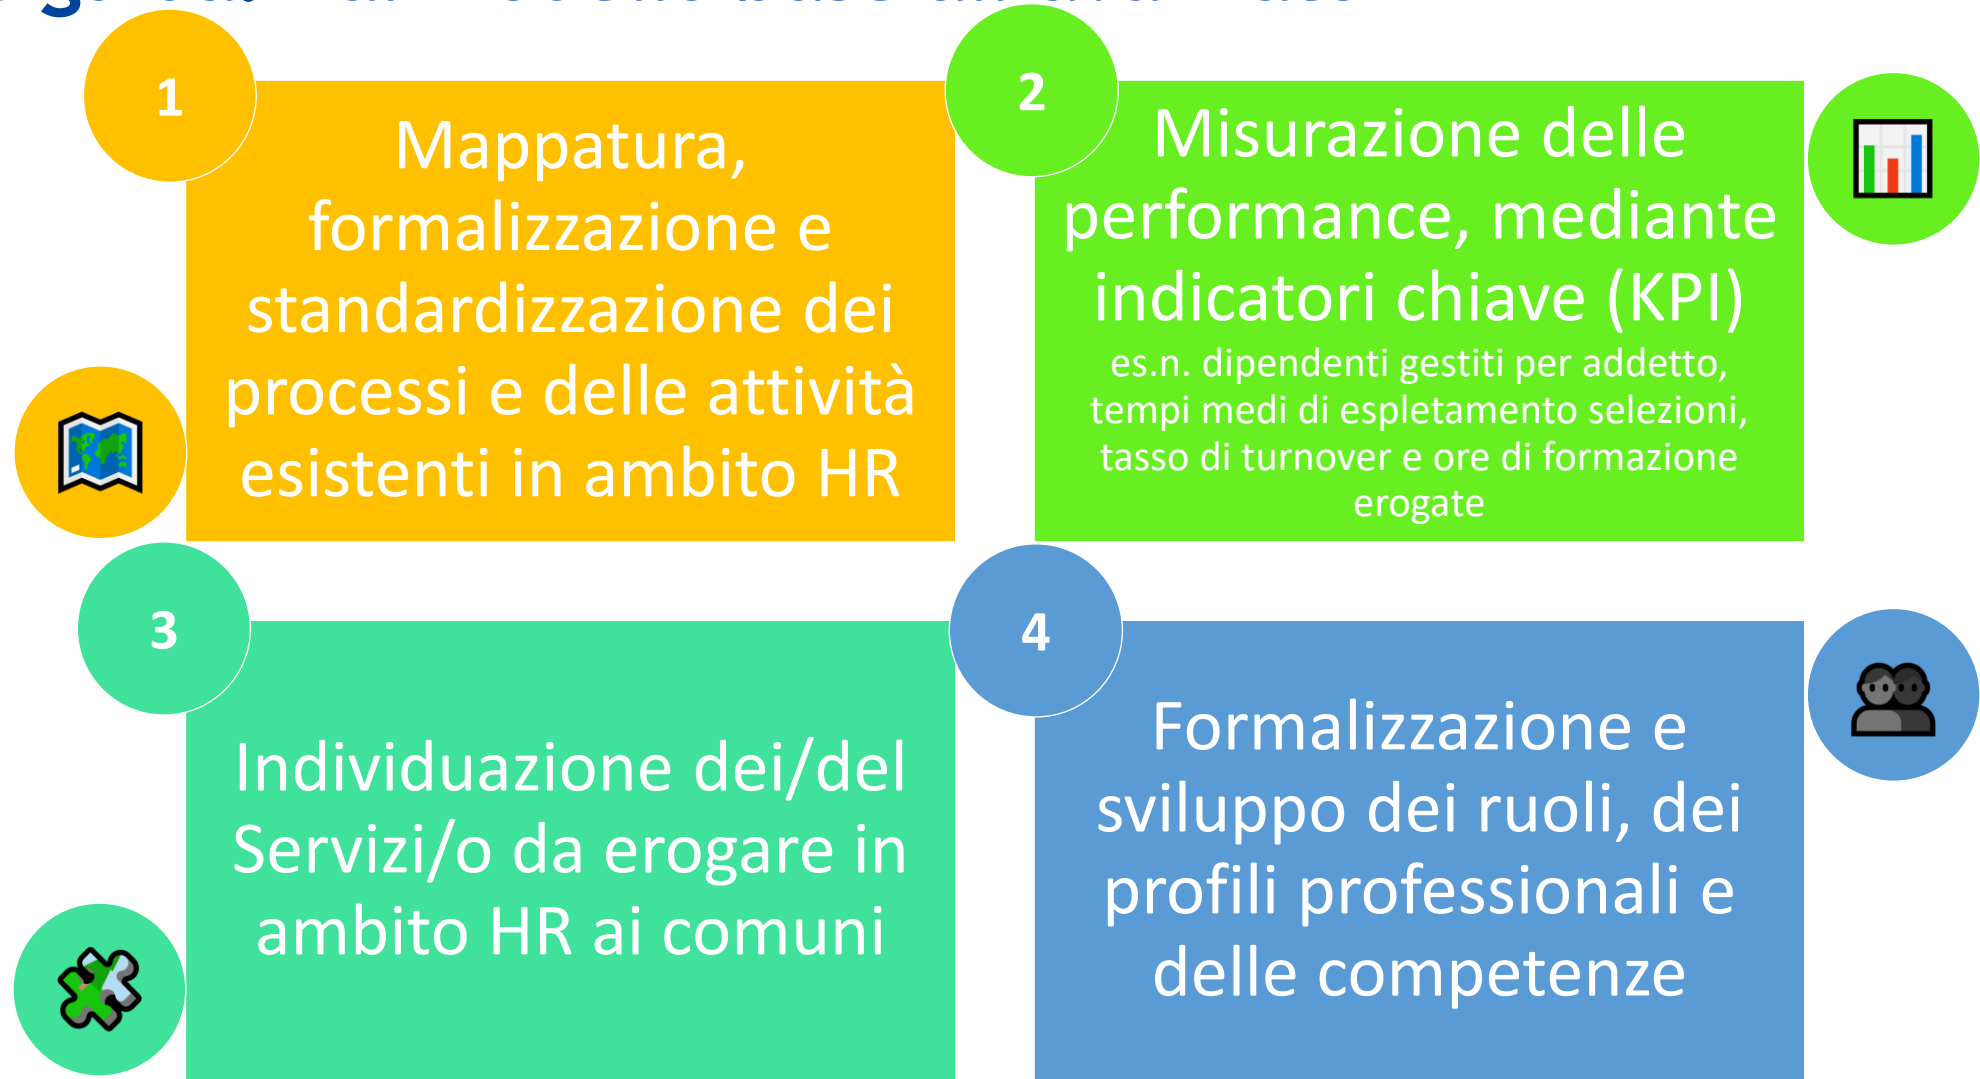 1
Mappatura,
formalizzazione e
standardizzazione dei
processi e delle attività
esistenti in ambito HR
2
Misurazione delle
performance, mediante
indicatori chiave (KPI)
es.n. dipendenti gestiti per addetto,
tempi medi di espletamento selezioni,
tasso di turnover e ore di formazione
erogate
3
Individuazione dei/del
Servizi/o da erogare in
ambito HR ai comuni
4
Formalizzazione e
sviluppo dei ruoli, dei
profili professionali e
delle competenze